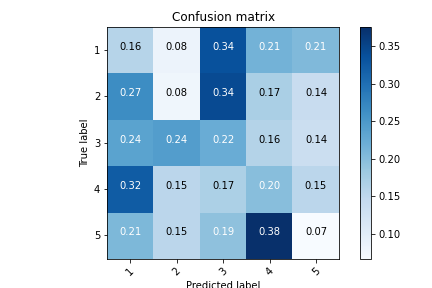 Confusion matrix
1 0.16 0.08 0.34 0.21 0.21
2 0.27 0.08 0.34 0.17 0.14
3 0.24 0.24 0.22 0.16 0.14
4 0.32 0.15 0.17 0.20 0.15
5 0.21 0.15 0.19 0.38 0.07
1 2 3 4 5
True label
Predicted label
0.35
0.30
0.25
0.20
0.15
0.10